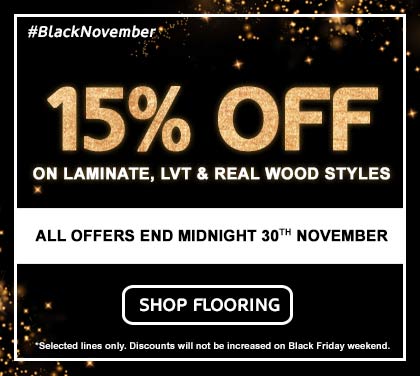 #BlackNovember
15% OFF
ON LAMINATE, LVT & REAL WOOD STYLES
ALL OFFERS END MIDNIGHT 30TH NOVEMBER
SHOP FLOORING
*Selected lines only. Discounts will not be increased on Black Friday weekend.